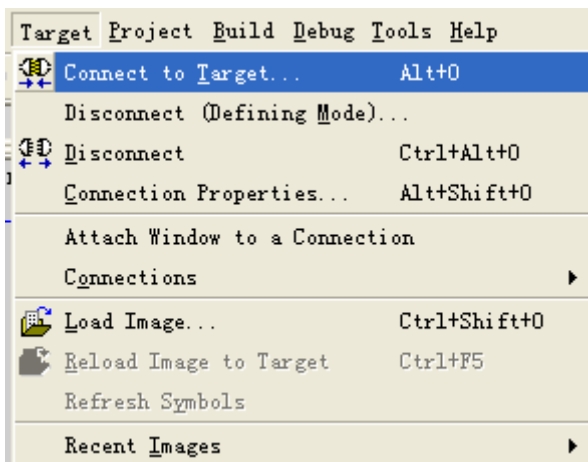 Target Project Build Debug Tools Help
Connect to Target... Alt+O
Disconnect (Defining Mode)...
Disconnect Ctrl+Alt+O
Connection Properties... Alt+Shift+O
Attach Window to a Connection
Connections
Load Image... Ctrl+Shift+O
Reload Image to Target Ctrl+F5
Refresh Symbols
Recent Images